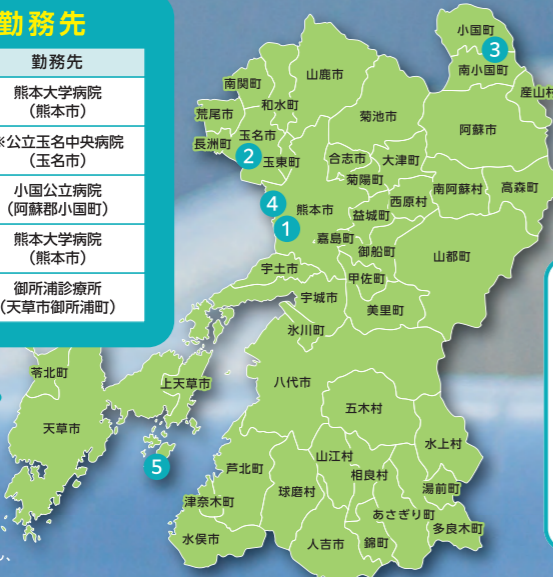 勤務先
勤務先
熊本大学病院
(熊本市)
※公立玉名中央病院
(玉名市)
小国公立病院
(阿蘇郡小国町)
熊本大学病院
(熊本市)
御所浦診療所
(天草市御所浦町)
小国町
3
南小国町
産山村
山鹿市
南関町
和水町
菊池市
荒尾市
阿蘇市
長洲町
玉名市
2
玉東町
合志市
大津町
菊陽町
南阿蘇村
高森町
西原村
4
熊本市
益城町
1
嘉島町
御船町
山都町
宇土市
甲佐町
宇城市
美里町
氷川町
苓北町
上天草市
八代市
五木村
天草市
水上村
5
山江村
芦北町
相良村
球磨村
湯前町
津奈木町
あさぎり町
多良木町
水俣市
人吉市
錦町